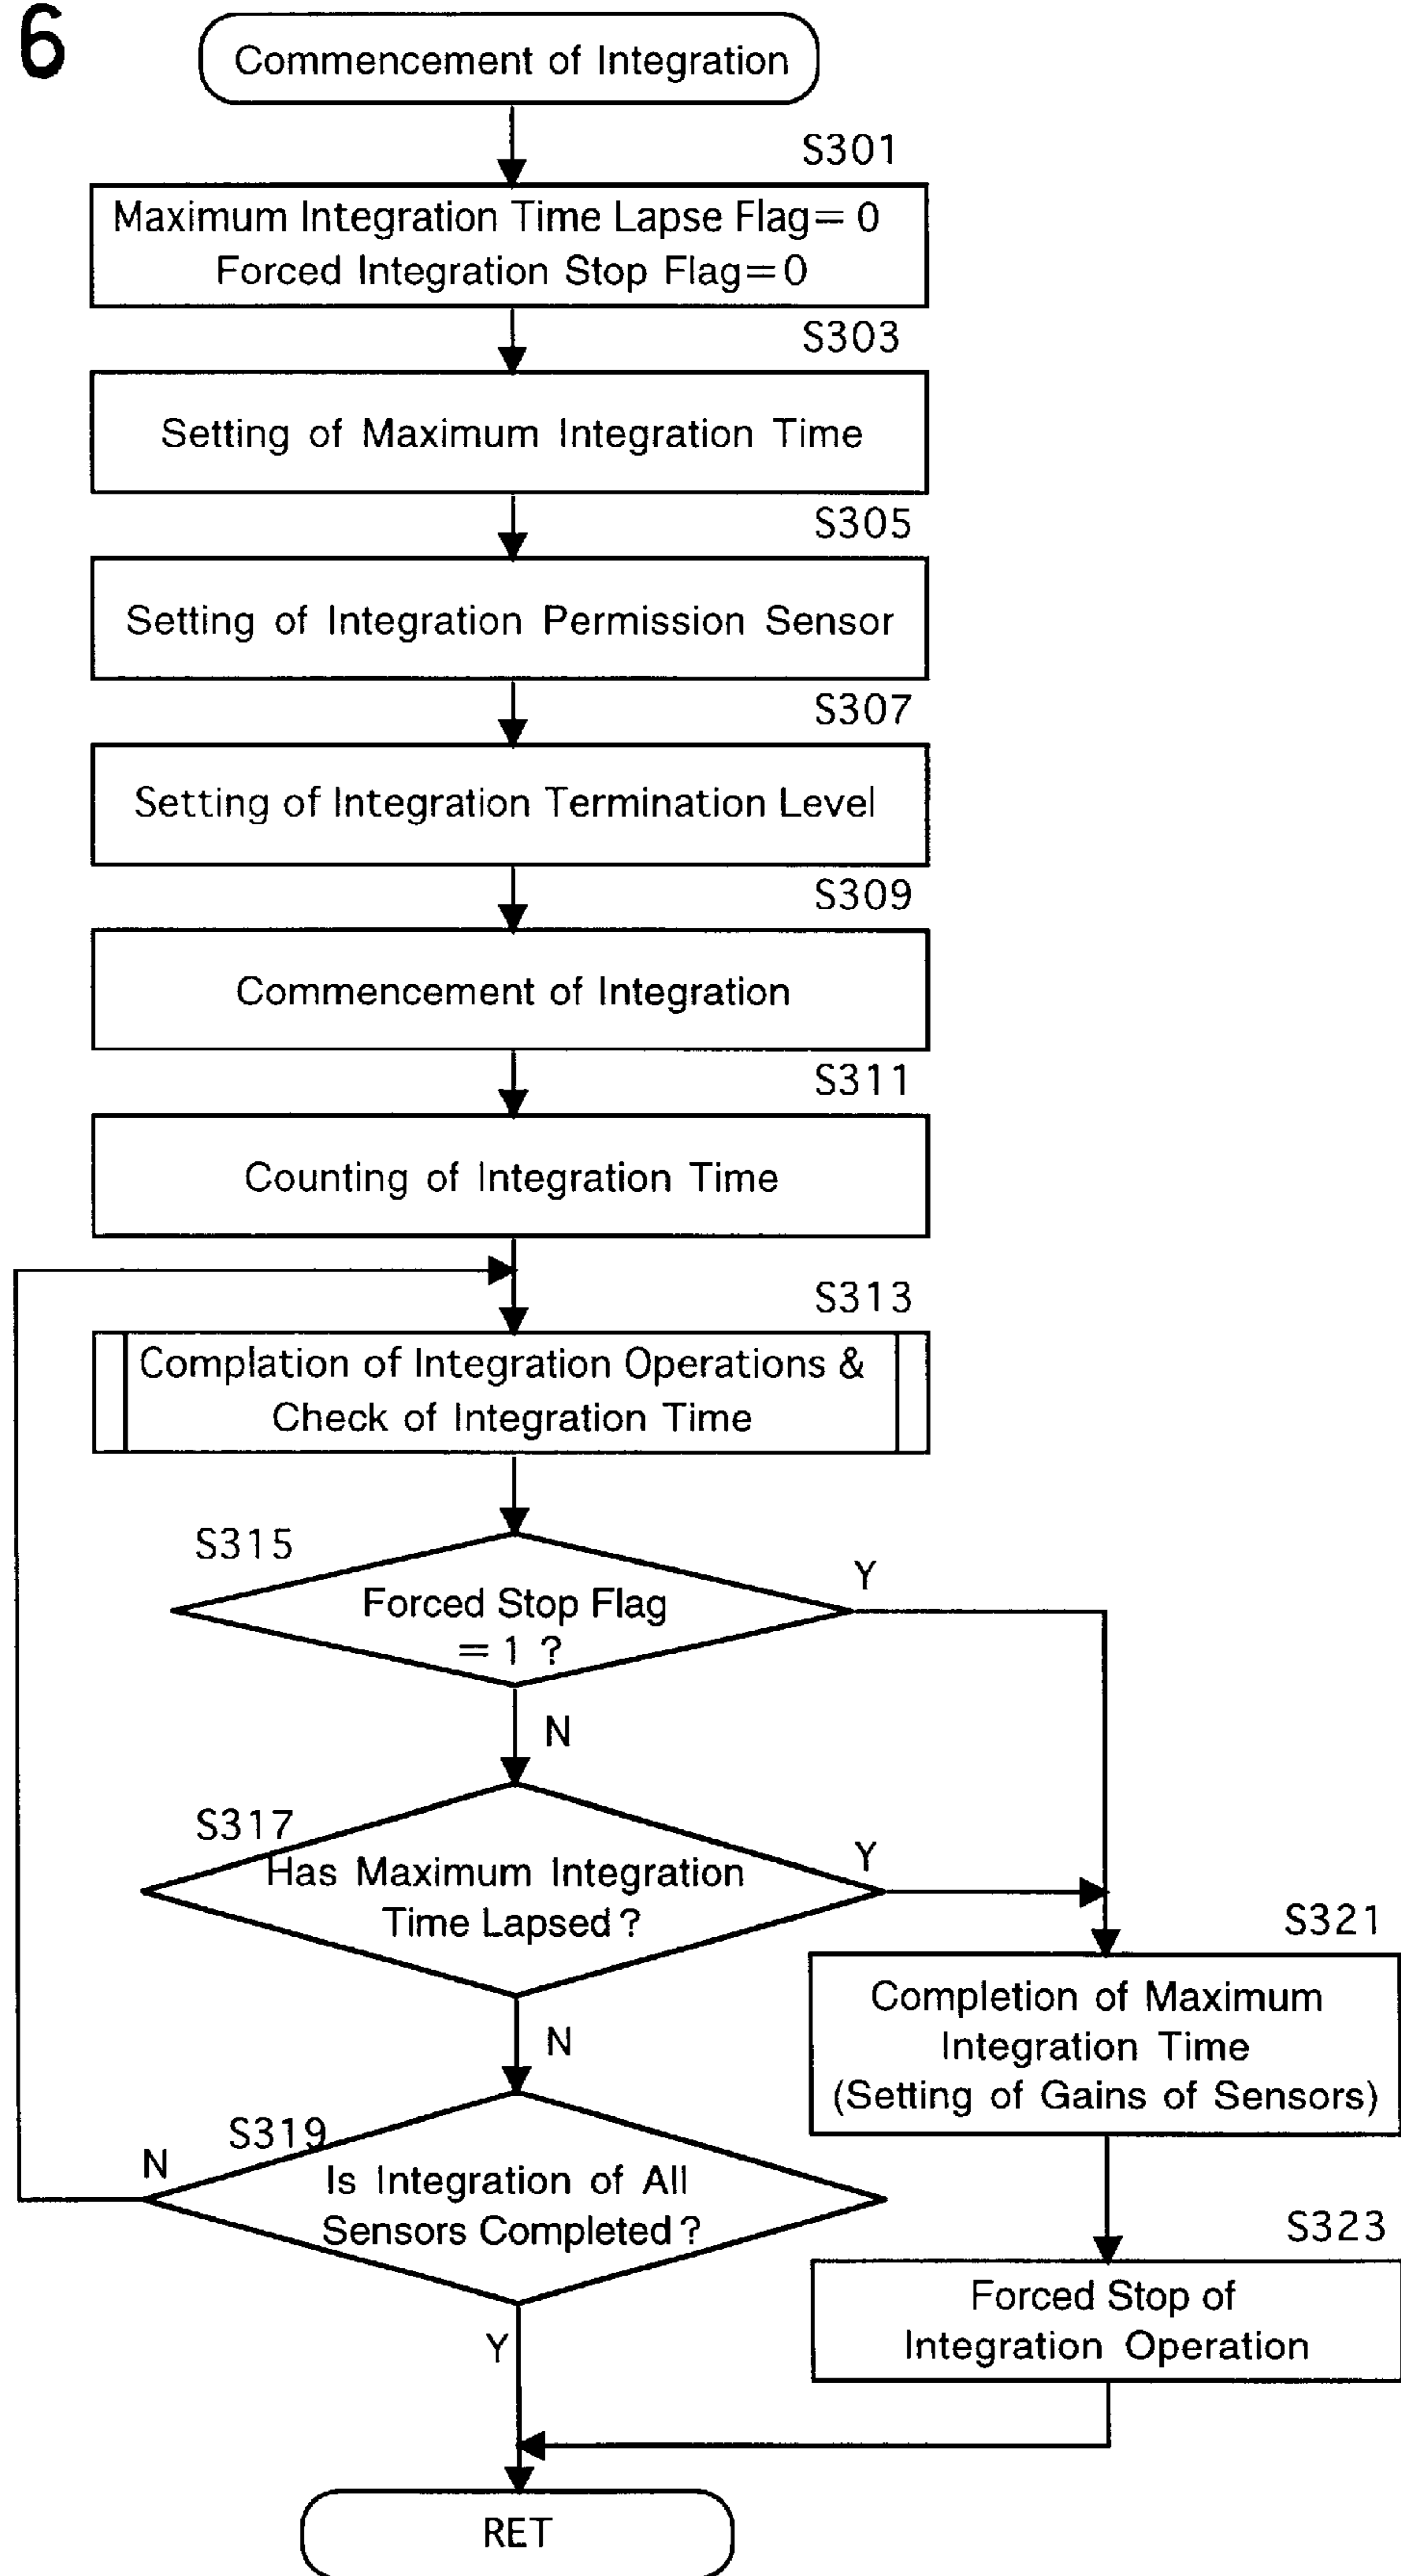 6
Commencement of Integration
S301
Maximum Integration Time Lapse Flag=0
Forced Integration Stop Flag=0
S303
Setting of Maximum Integration Time
S305
Setting of Integration Permission Sensor
S307
Setting of Integration Termination Level
S309
Commencement of Integration
S311
Counting of Integration Time
S313
Complation of Integration Operations &
Check of Integration Time
S315
Forced Stop Flag
=1 ?
Y
N
S317
Has Maximum Integration
Time Lapsed?
Y
N
S319
Is Integration of All
Sensors Completed?
N
Y
S321
Completion of Maximum
Integration Time
(Setting of Gains of Sensors)
S323
Forced Stop of
Integration Operation
RET